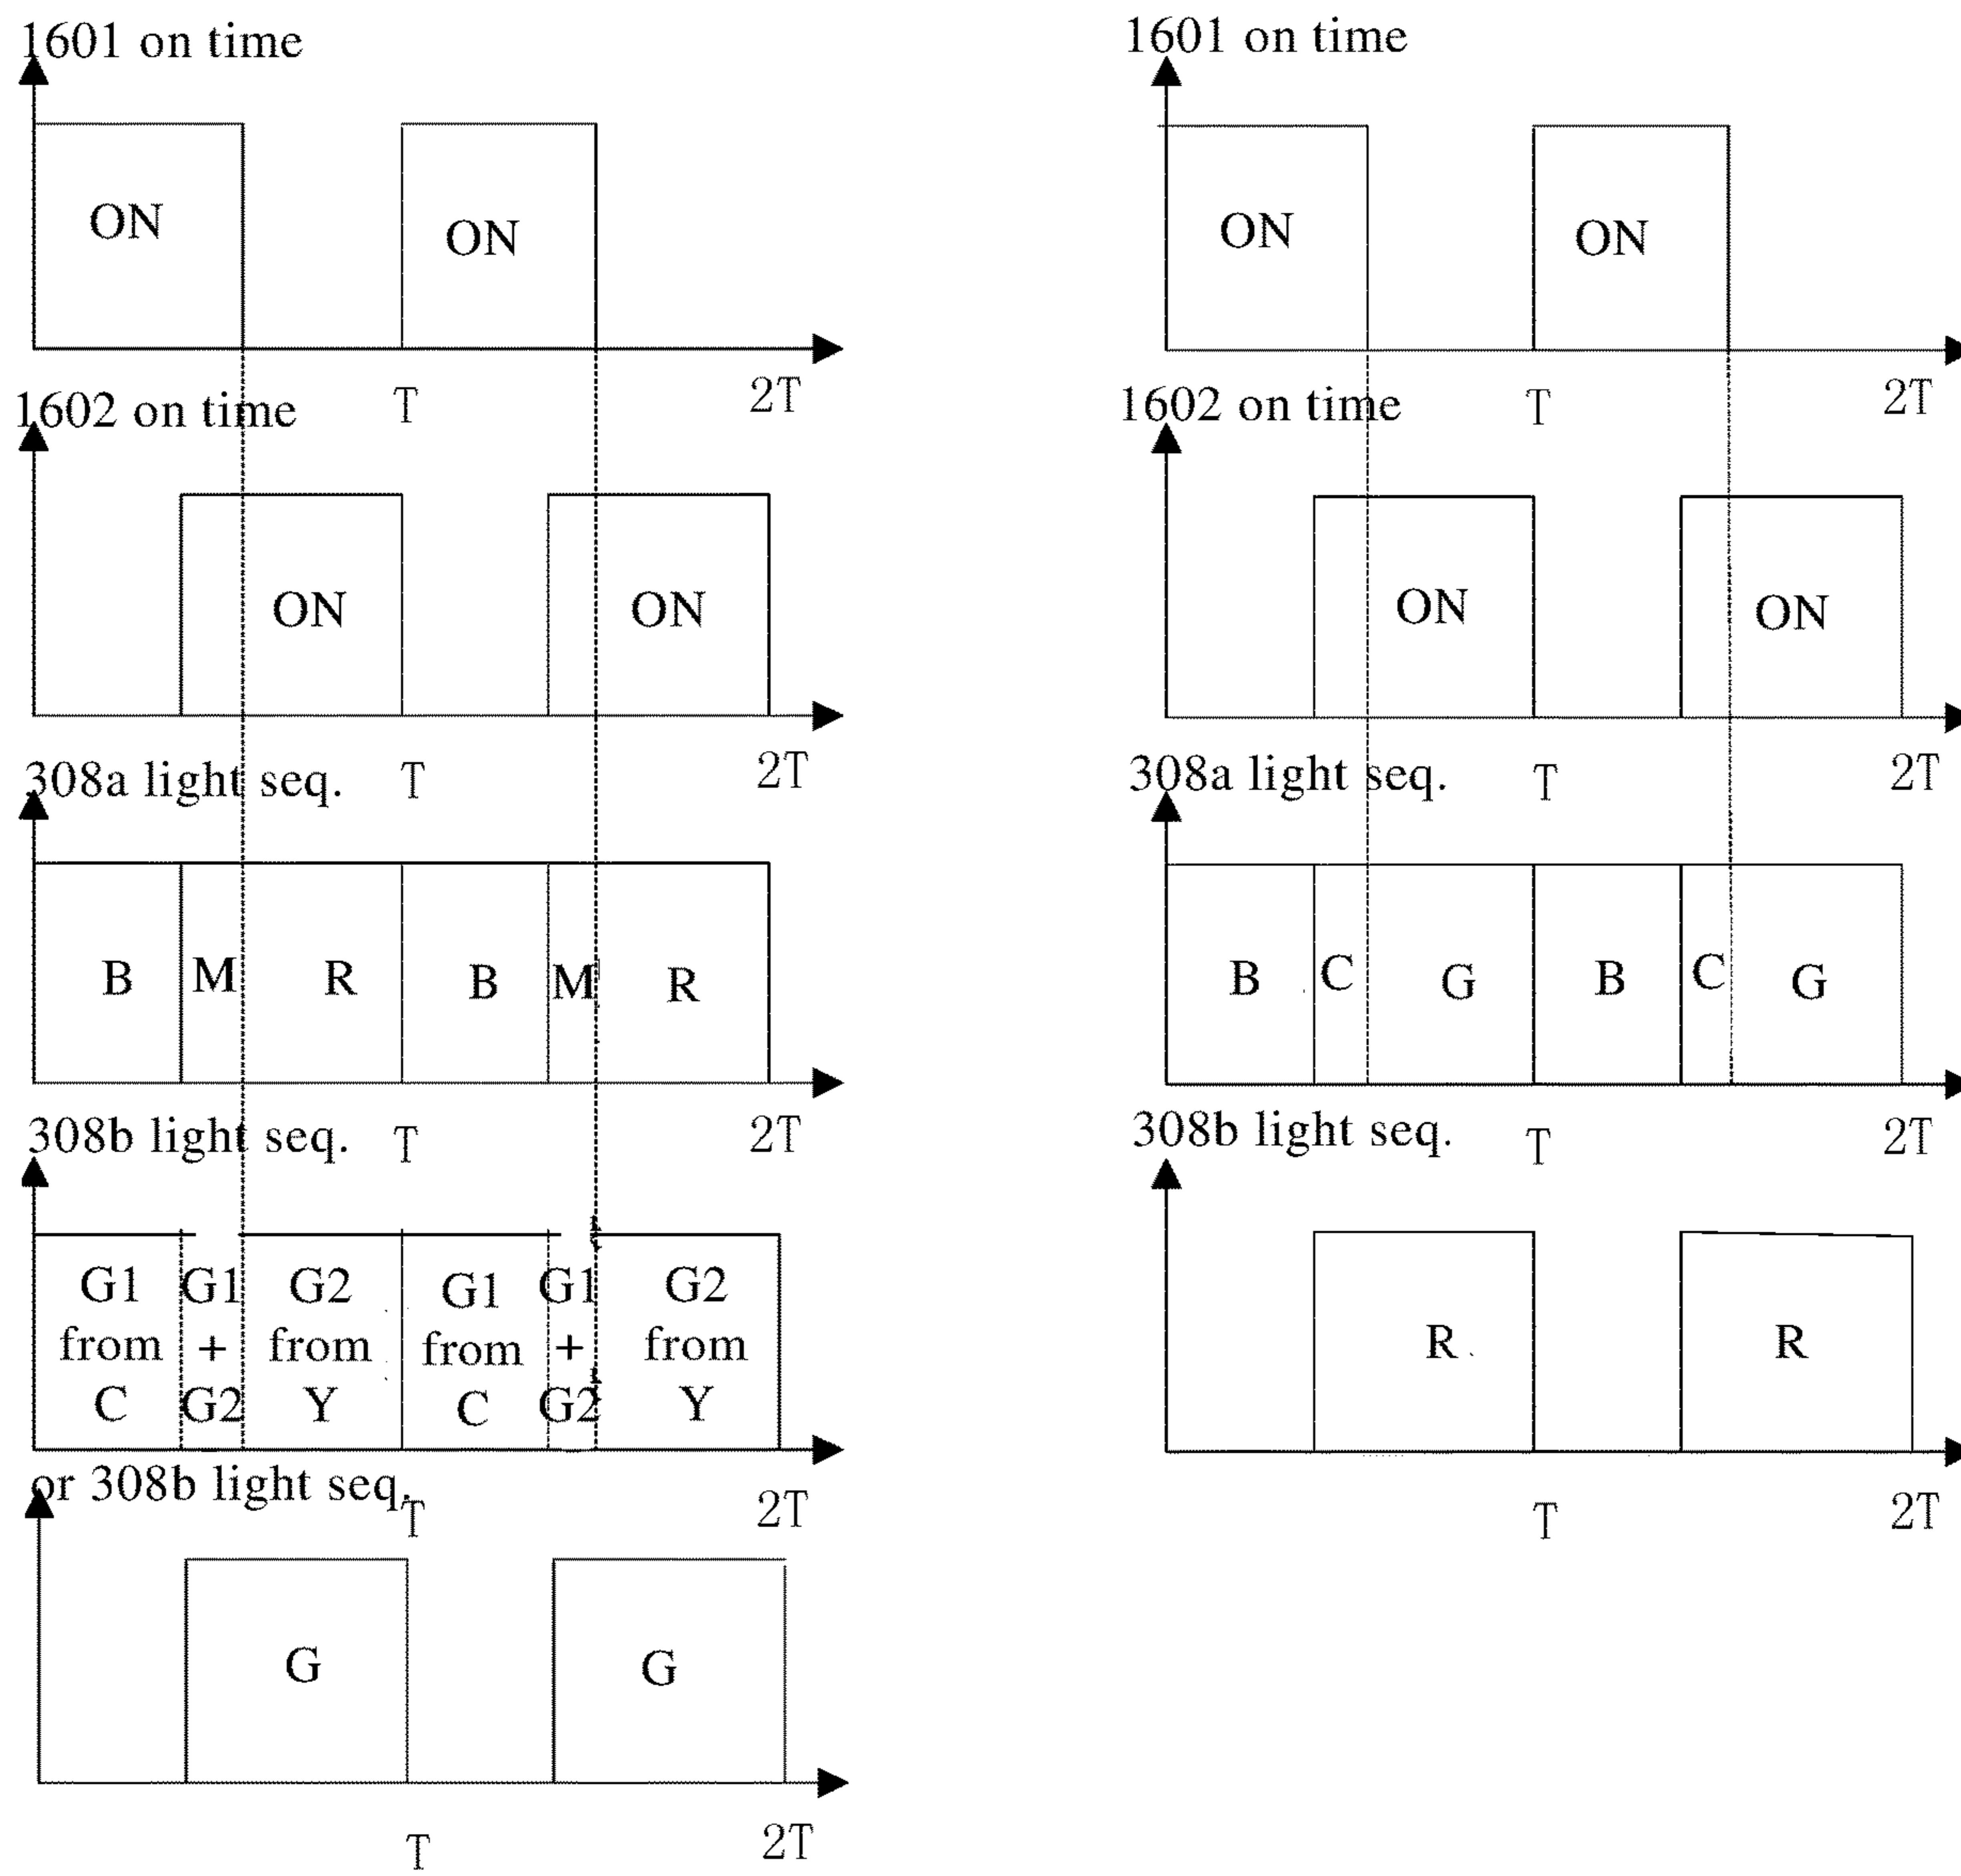 1601 on time
ON
ON
T
2T
1602 on time
ON
ON
T
2T
308a light seq.
B
M
R
B
M
R
T
2T
308b light seq.
G1
from
C
G1
+
G2
G2
from
Y
G1
from
C
G1
+
G2
G2
from
Y
T
2T
or 308b light seq.
G
G
T
2T
1601 on time
ON
ON
T
2T
1602 on time
ON
ON
T
2T
308a light seq.
B
C
G
B
C
G
T
2T
308b light seq.
R
R
T
2T